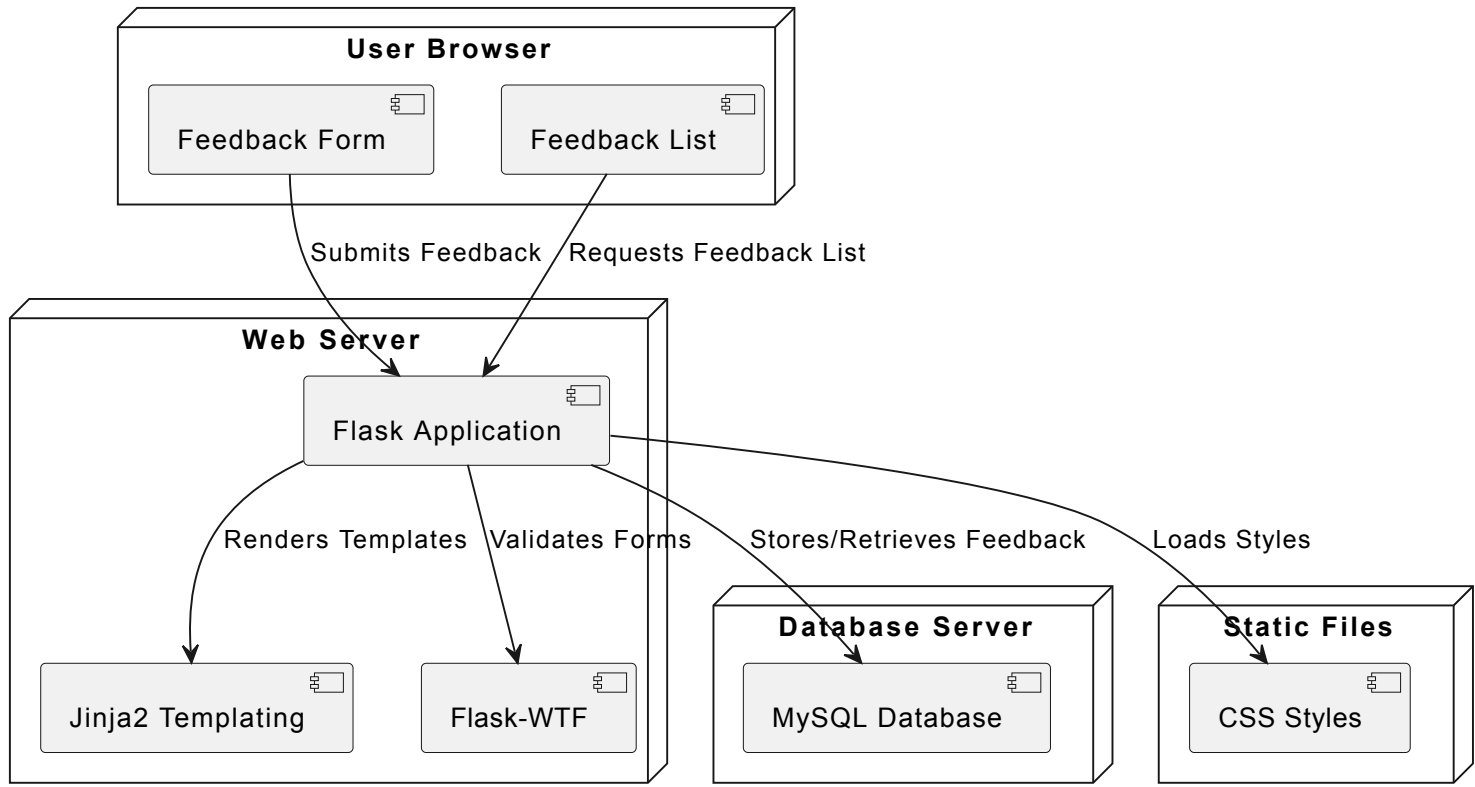 User Browser
Feedback Form
Feedback List
Submits Feedback
Requests Feedback List
Web Server
Flask Application
Renders Templates
Validates Forms
Stores/Retrieves Feedback
Loads Styles
Database Server
Static Files
Jinja2 Templating
Flask-WTF
MySQL Database
CSS Styles